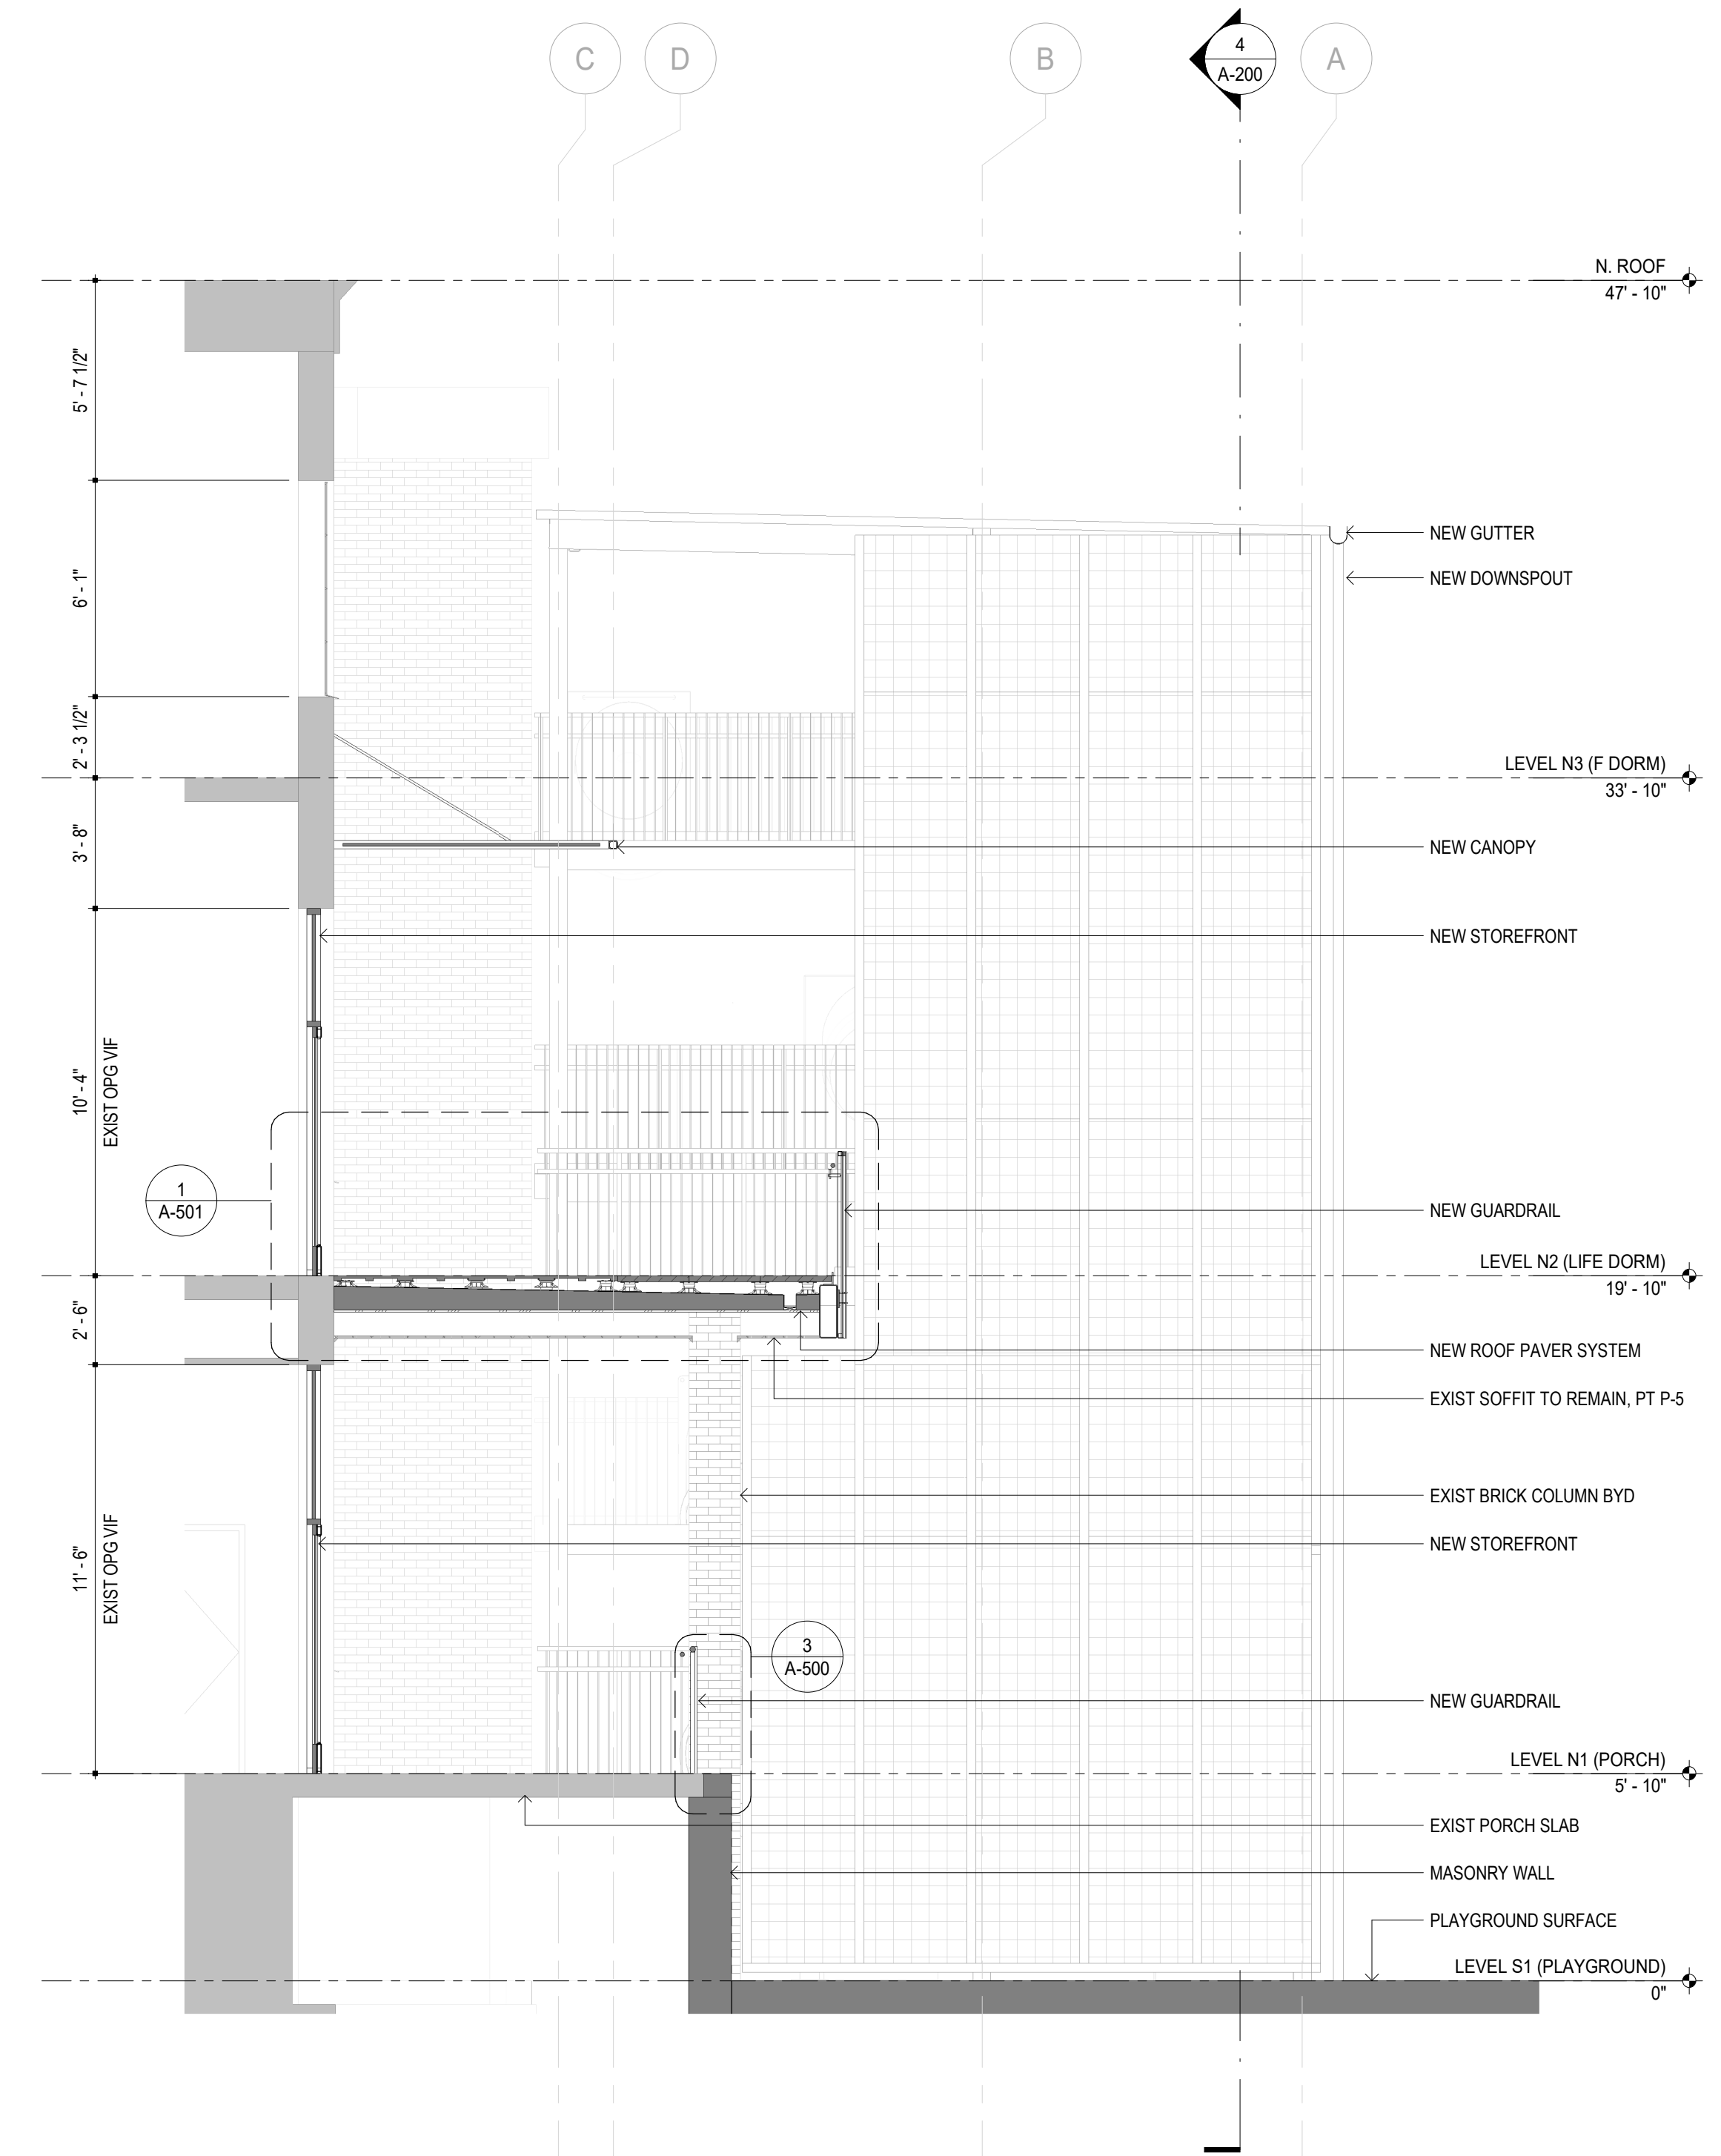 C
D
B
4
A-200
A
N. ROOF
47' - 10"
5' - 7 1/2"
NEW GUTTER
NEW DOWNSPOUT
6' - 1"
2' - 3 1/2"
LEVEL N3 (F DORM)
33' - 10"
3' - 8"
NEW CANOPY
NEW STOREFRONT
10' - 4"
EXIST OPG VIF
1
A-501
NEW GUARDRAIL
LEVEL N2 (LIFE DORM)
19' - 10"
2' - 6"
NEW ROOF PAVER SYSTEM
EXIST SOFFIT TO REMAIN, PT P-5
EXIST BRICK COLUMN BYD
NEW STOREFRONT
11' - 6"
EXIST OPG VIF
3
A-500
NEW GUARDRAIL
LEVEL N1 (PORCH)
5' - 10"
EXIST PORCH SLAB
MASONRY WALL
PLAYGROUND SURFACE
LEVEL S1 (PLAYGROUND)
0"